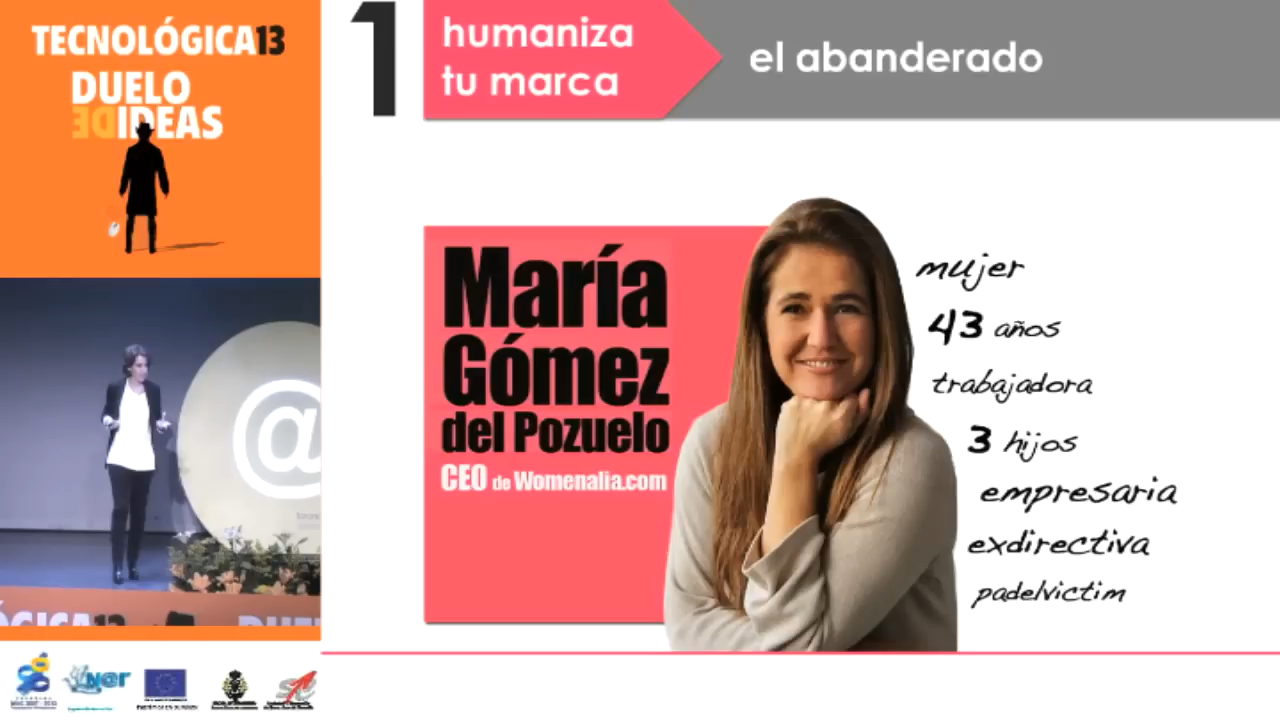 TECNOLÓGICA13
DUELO
DE IDEAS
1
humaniza
tu marca
el abanderado
María
Gómez
del Pozuelo
CEO de Womenalia.com
mujer
43 años
trabajadora
3 hijos
empresaria
exdirectiva
padelvictim
@